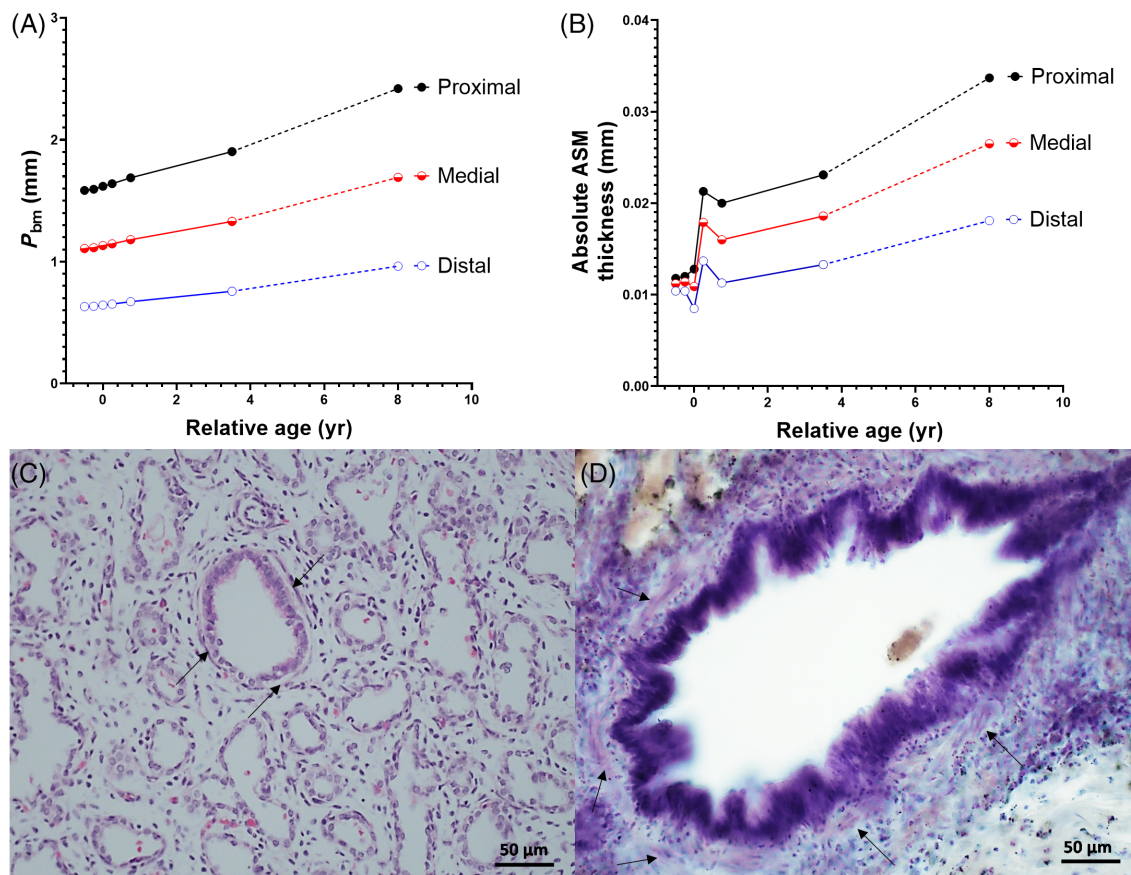 (A)
3
2
1
0
P_bm (mm)
Proximal
Medial
Distal
0 2 4 6 8 10
Relative age (yr)
(B)
0.04
0.03
0.02
0.01
0.00
Absolute ASM
thickness (mm)
Proximal
Medial
Distal
0 2 4 6 8 10
Relative age (yr)
(C)
50 µm
(D)
50 µm